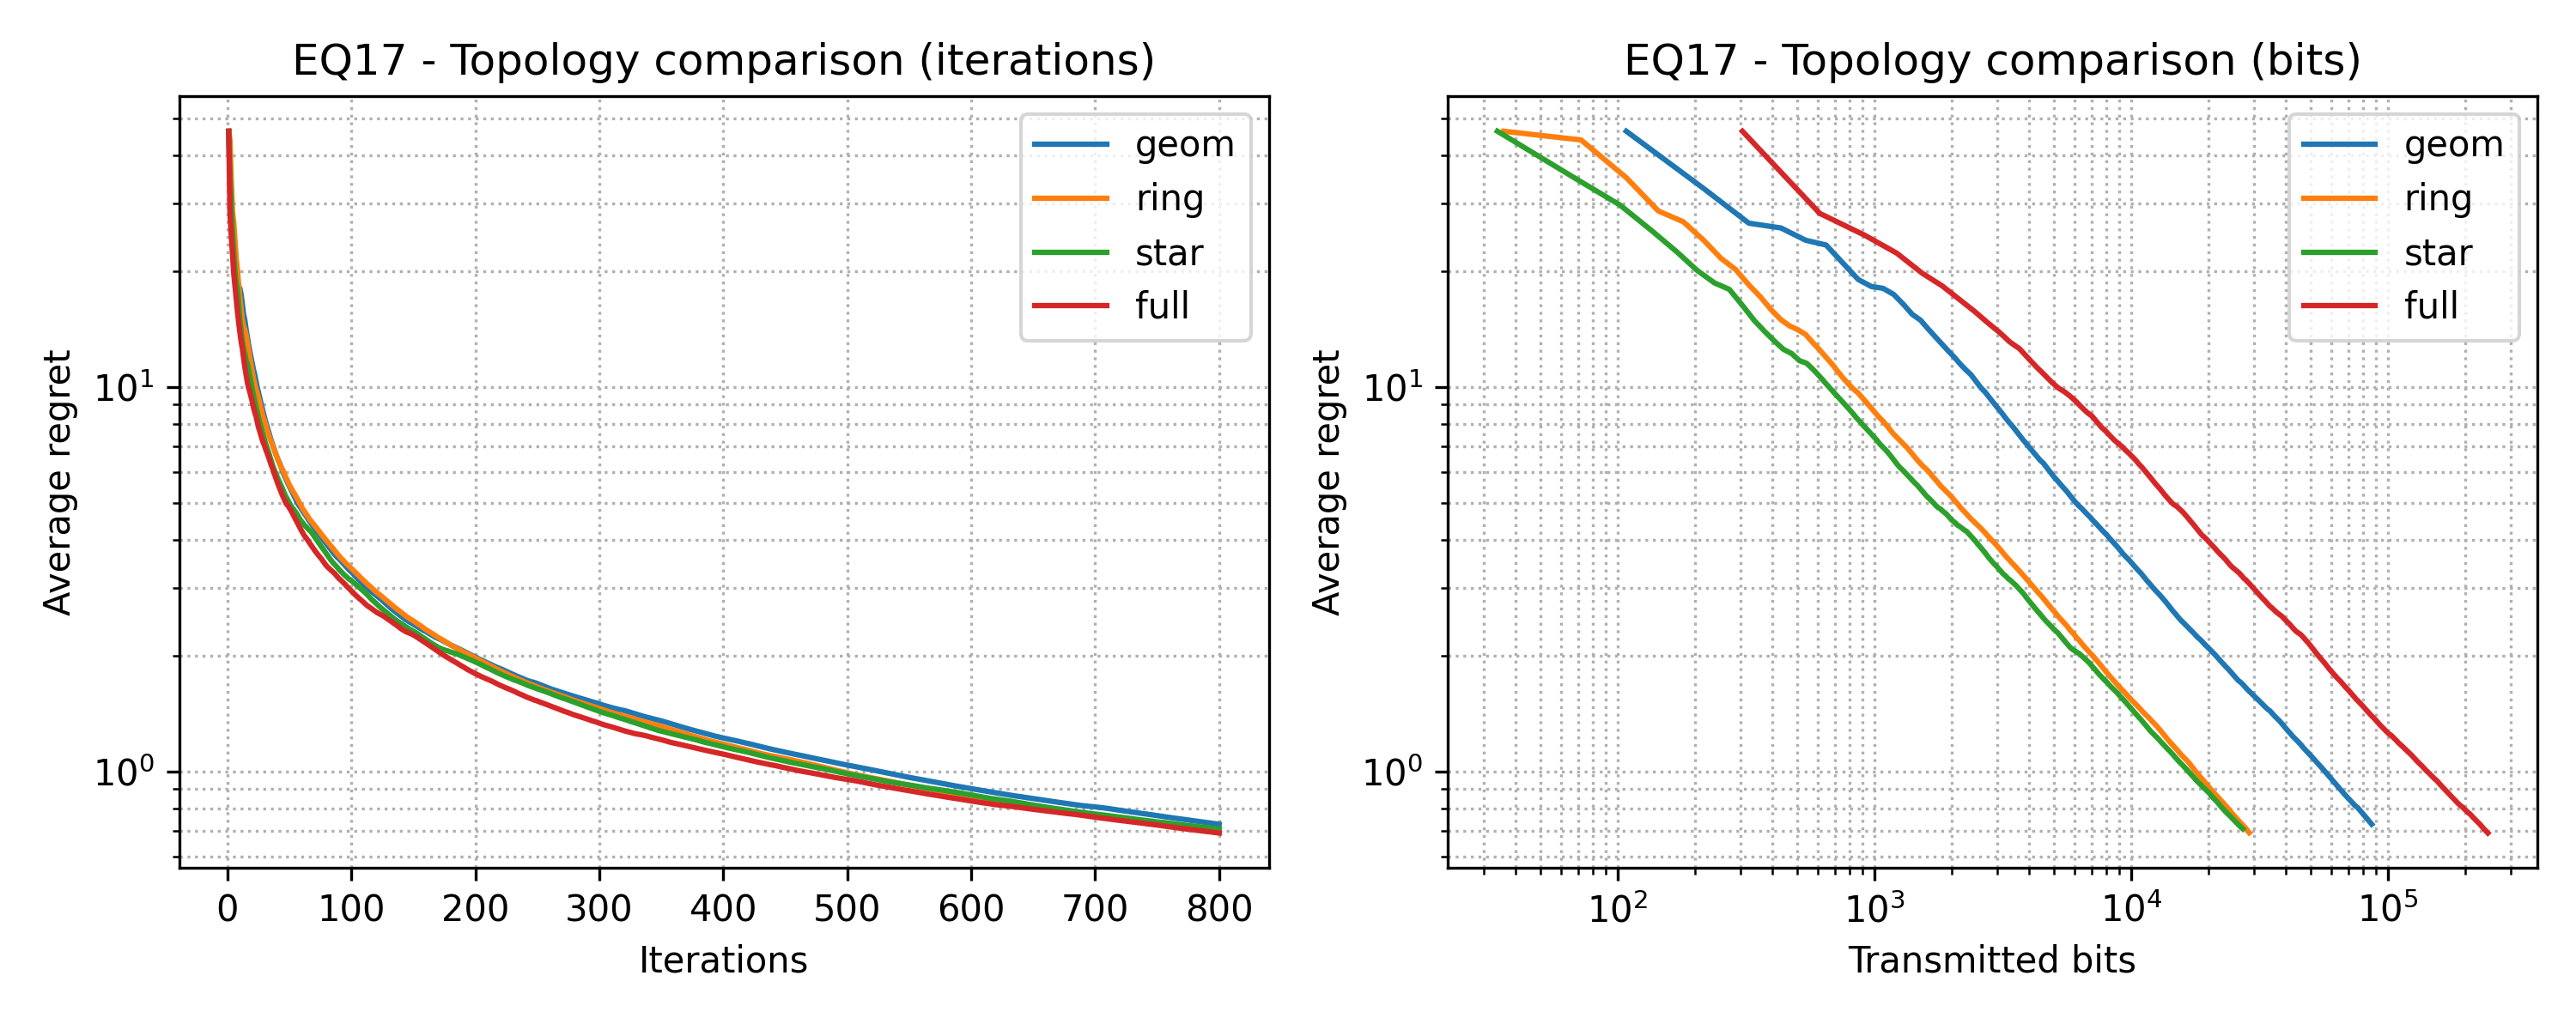 EQ17 - Topology comparison (iterations)
geom
ring
star
full
Average regret
10¹
10⁰
0 100 200 300 400 500 600 700 800
Iterations
EQ17 - Topology comparison (bits)
geom
ring
star
full
Average regret
10¹
10⁰
10² 10³ 10⁴ 10⁵
Transmitted bits